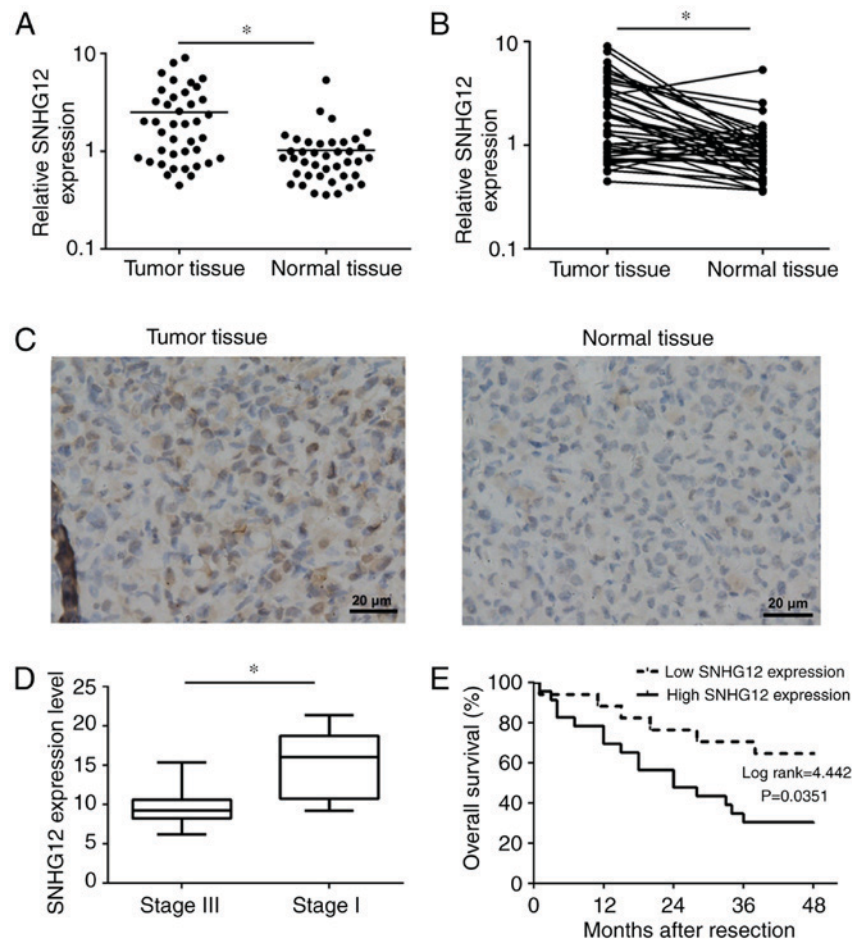 A
*
Relative SNHG12
expression
10
1
0.1
Tumor tissue
Normal tissue
B
*
Relative SNHG12
expression
10
1
0.1
Tumor tissue
Normal tissue
C
Tumor tissue
Normal tissue
20 µm
20 µm
D
*
SNHG12 expression level
25
20
15
10
5
0
Stage III
Stage I
E
Low SNHG12 expression
High SNHG12 expression
Overall survival (%)
100
80
60
40
20
0
Log rank=4.442
P=0.0351
0
12
24
36
48
Months after resection